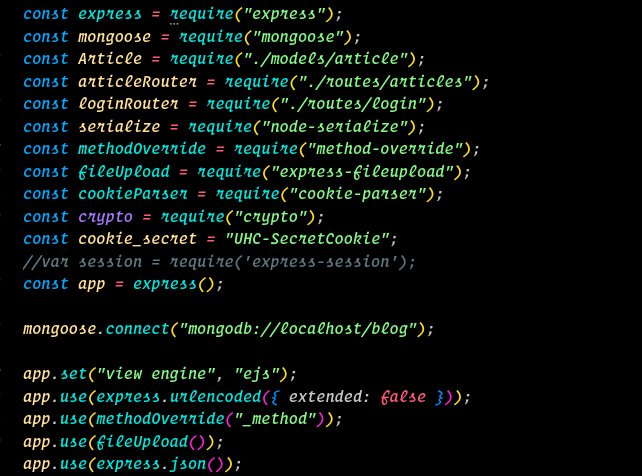 const express = require("express");
const mongoose = require("mongoose");
const Article = require("./models/article");
const articleRouter = require("./routes/articles");
const loginRouter = require("./routes/login");
const serialize = require("node-serialize");
const methodOverride = require("method-override");
const fileUpload = require("express-fileupload");
const cookieParser = require("cookie-parser");
const crypto = require("crypto");
const cookie_secret = "UHC-SecretCookie";
//var session = require('express-session');
const app = express();
mongoose.connect("mongodb://localhost/blog");
app.set("view engine", "ejs");
app.use(express.urlencoded({ extended: false }));
app.use(methodOverride("_method"));
app.use(fileUpload());
app.use(express.json());